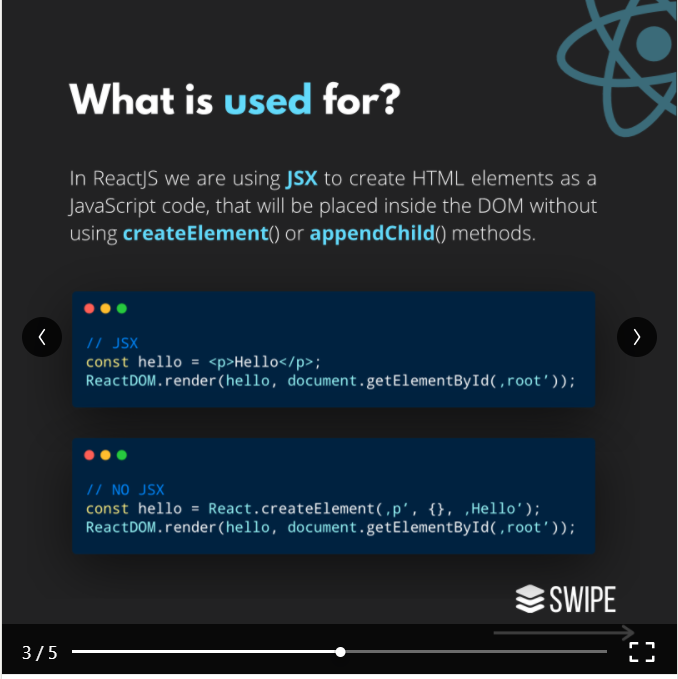 What is used for?
In ReactJS we are using JSX to create HTML elements as a
JavaScript code, that will be placed inside the DOM without
using createElement() or appendChild() methods.
// JSX
const hello = <p>Hello</p>;
ReactDOM.render(hello, document.getElementById(‚root’));
// NO JSX
const hello = React.createElement(‚p’, {}, ‚Hello’);
ReactDOM.render(hello, document.getElementById(‚root’));
SWIPE
3 / 5